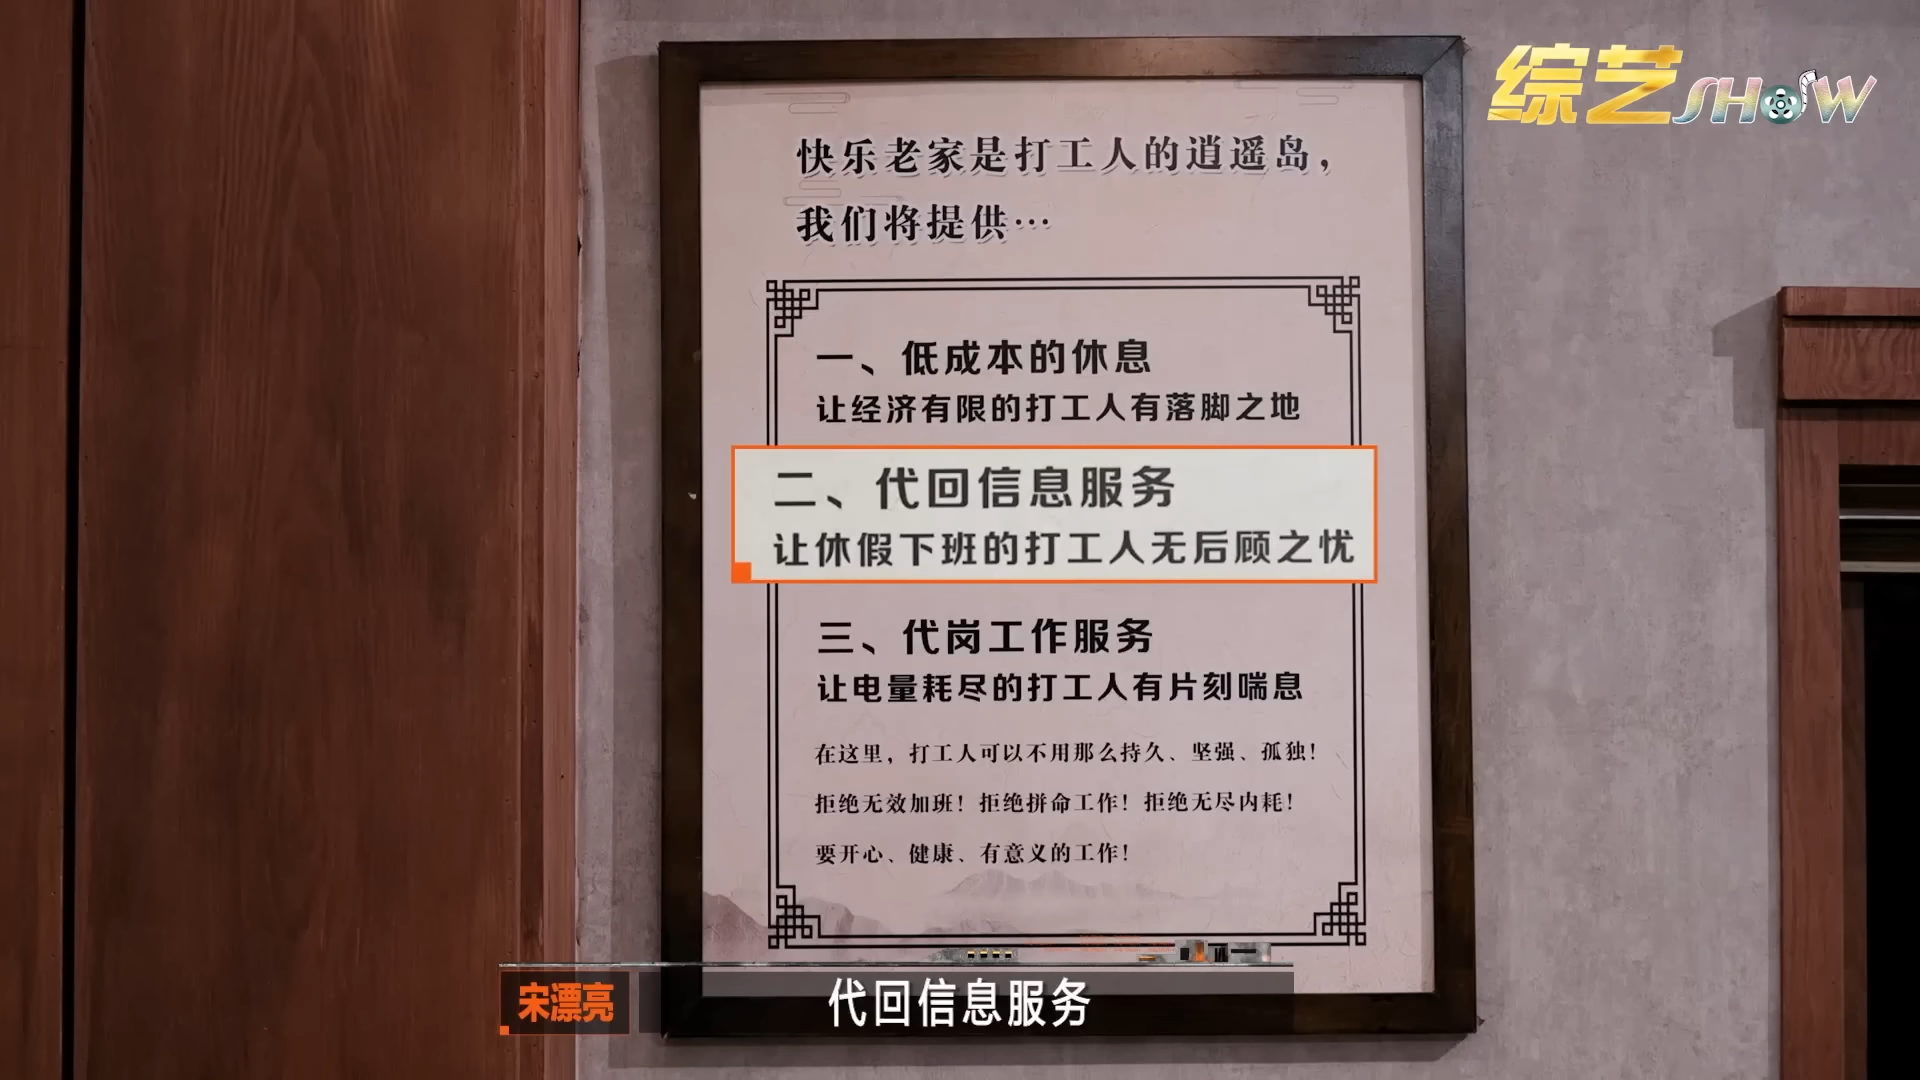 综艺SHOW
快乐老家是打工人的逍遥岛，
我们将提供…
一、低成本的休息
让经济有限的打工人有落脚之地
二、代回信息服务
让休假下班的打工人无后顾之忧
三、代岗工作服务
让电量耗尽的打工人有片刻喘息
在这里，打工人可以不用那么持久、坚强、孤独！
拒绝无效加班！拒绝拼命工作！拒绝无尽内耗！
要开心、健康、有意义的工作！
宋漂亮
代回信息服务